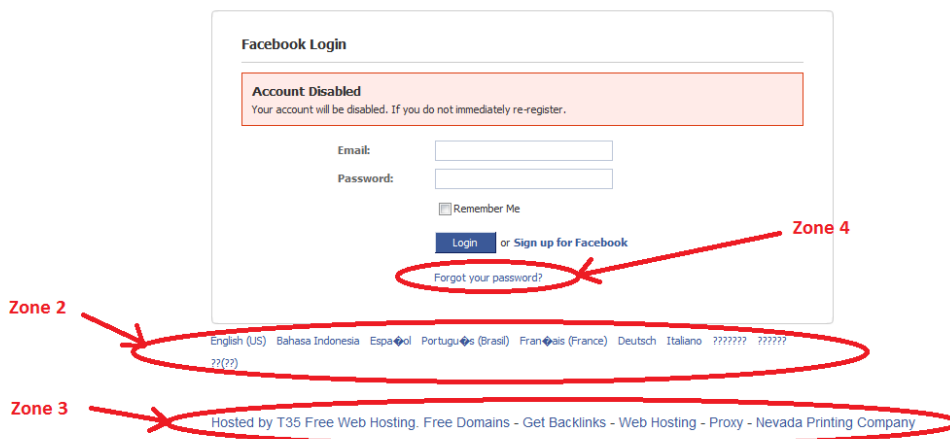 Facebook Login
Account Disabled
Your account will be disabled. If you do not immediately re-register.
Email:
Password:
Remember Me
Login or Sign up for Facebook
Zone 4
Forgot your password?
Zone 2
English (US) Bahasa Indonesia Espa�ol Portugu�s (Brasil) Fran�ais (France) Deutsch Italiano ??????? ??????
??(??)
Zone 3
Hosted by T35 Free Web Hosting. Free Domains - Get Backlinks - Web Hosting - Proxy - Nevada Printing Company